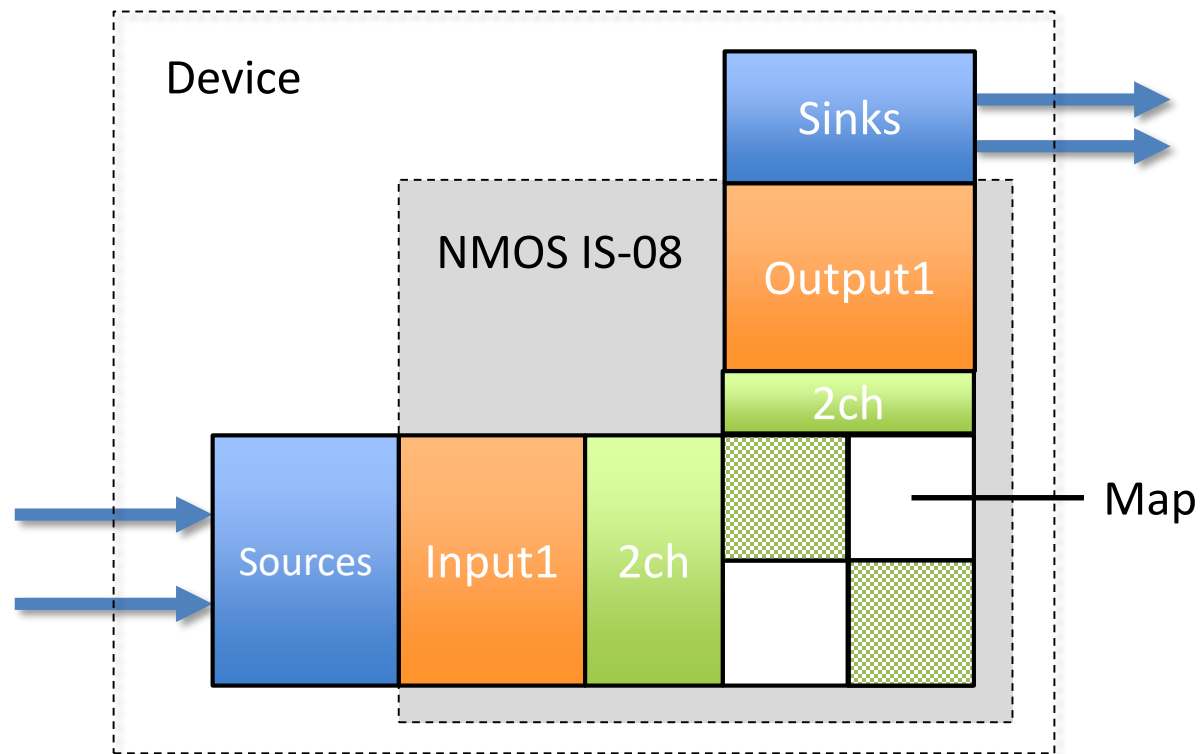 Device
Sinks
NMOS IS-08
Output1
2ch
Map
Sources
Input1
2ch